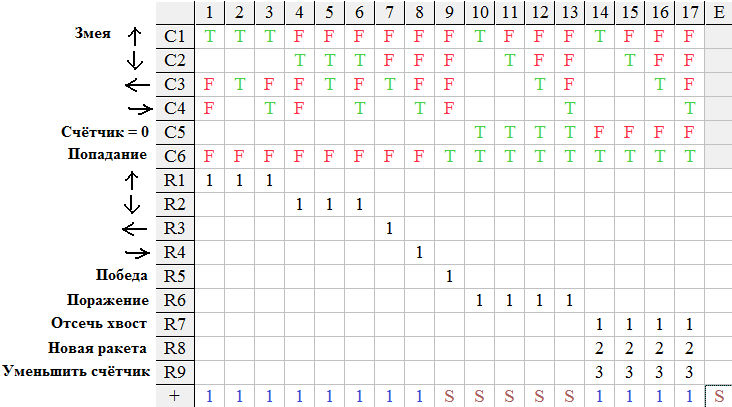 1 2 3 4 5 6 7 8 9 10 11 12 13 14 15 16 17 E
Змея ↑ C1 T T T F F F F F F T F F F T F F F
↓ C2 T T T F F F T F F T F F
← C3 F T F F T F T F F T F T F
→ C4 F T F T T F T T
Счётчик = 0 C5 T T T T F F F F
Попадание C6 F F F F F F F F T T T T T T T T T
↑ R1 1 1 1
↓ R2 1 1 1
← R3 1
→ R4 1
Победа R5 1
Поражение R6 1 1 1 1
Отсечь хвост R7 1 1 1 1
Новая ракета R8 2 2 2 2
Уменьшить счётчик R9 3 3 3 3
+ 1 1 1 1 1 1 1 1 S S S S S 1 1 1 1 S